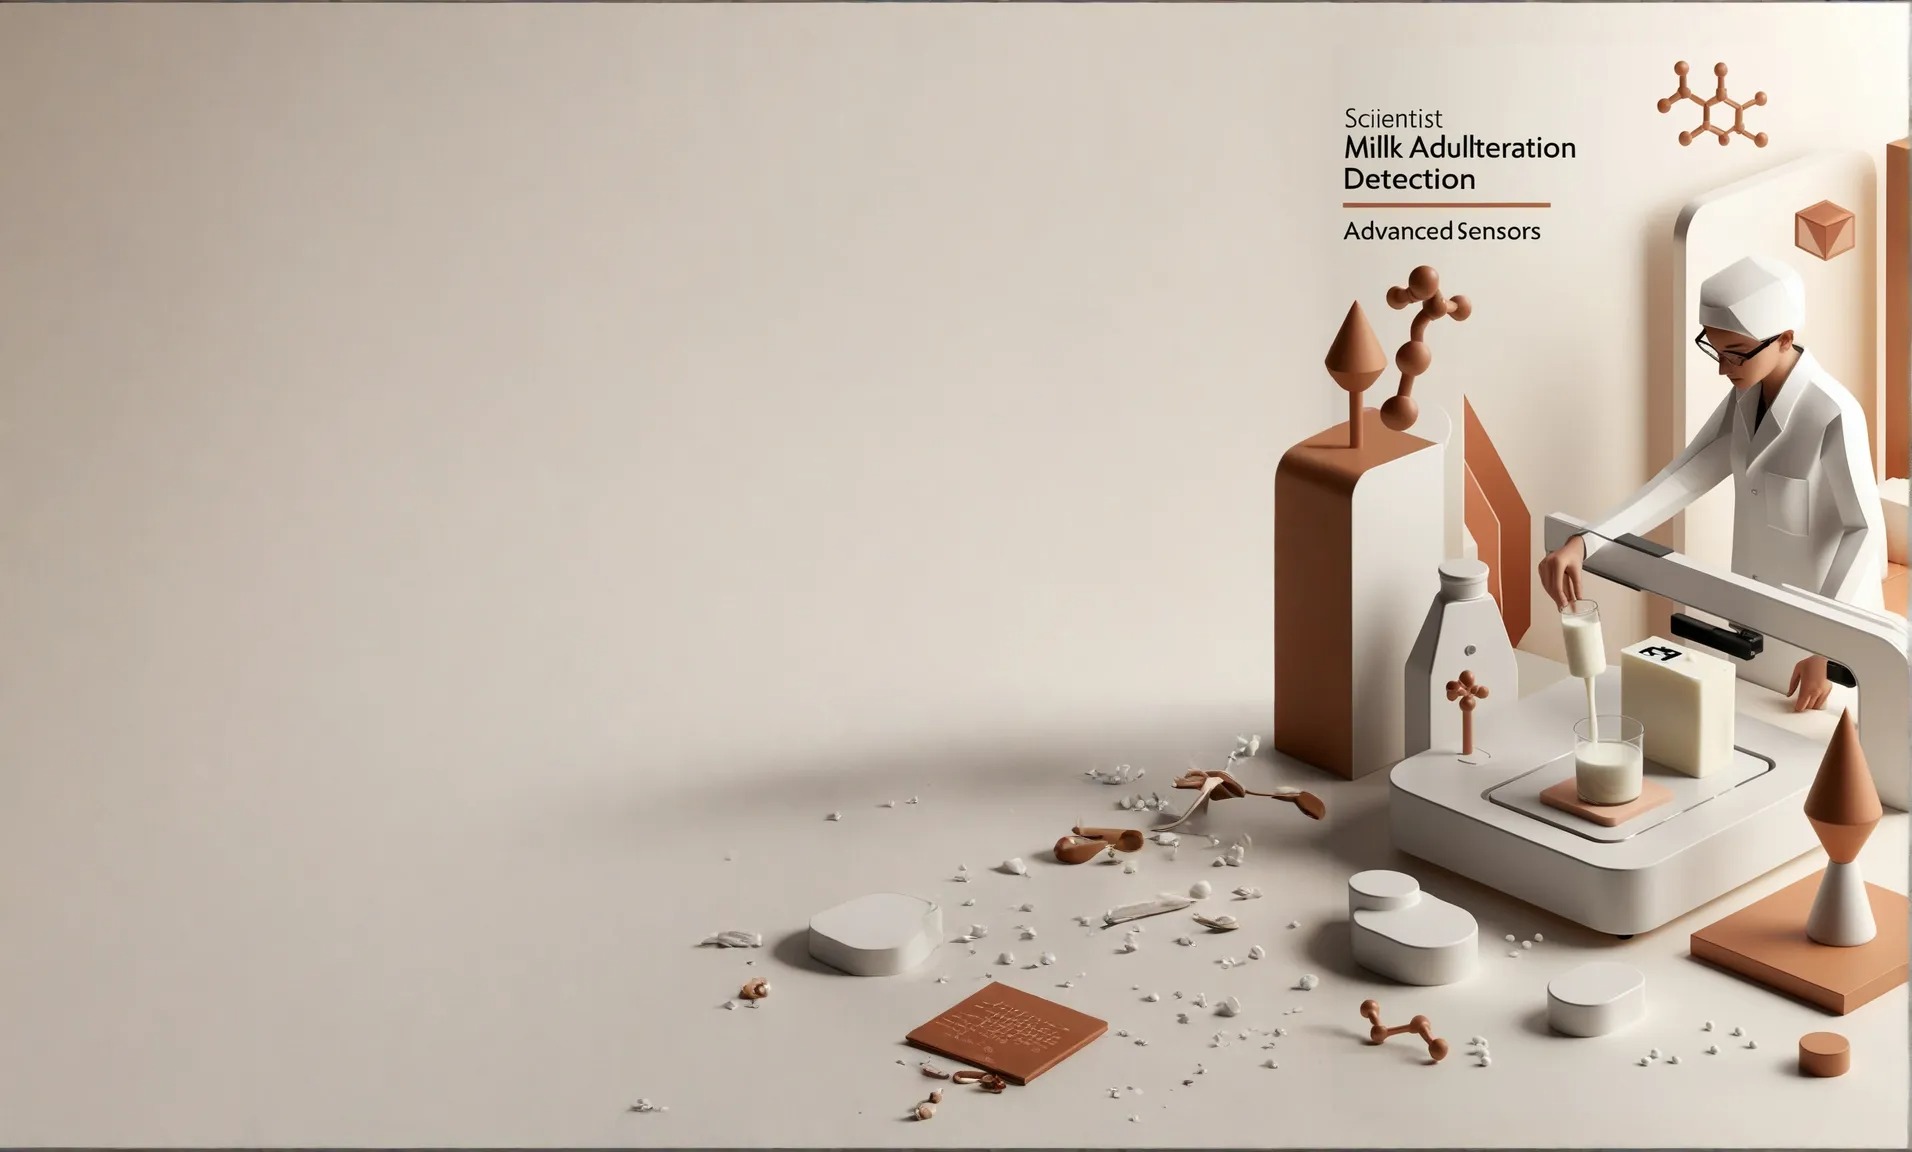 Sciientist
Millk Adullteration
Detection
Advanced Sensors